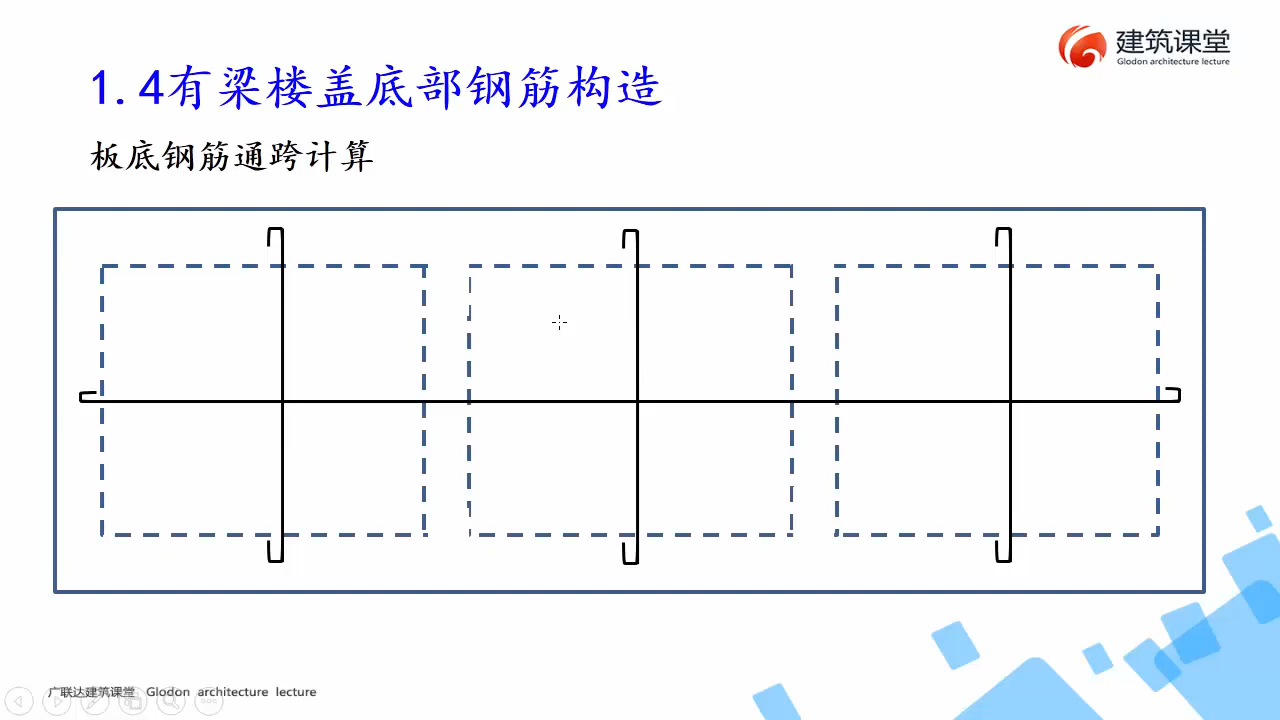 建筑课堂
Glodon architecture lecture
1.4有梁楼盖底部钢筋构造
板底钢筋通跨计算
广联达建筑课堂 Glodon architecture lecture